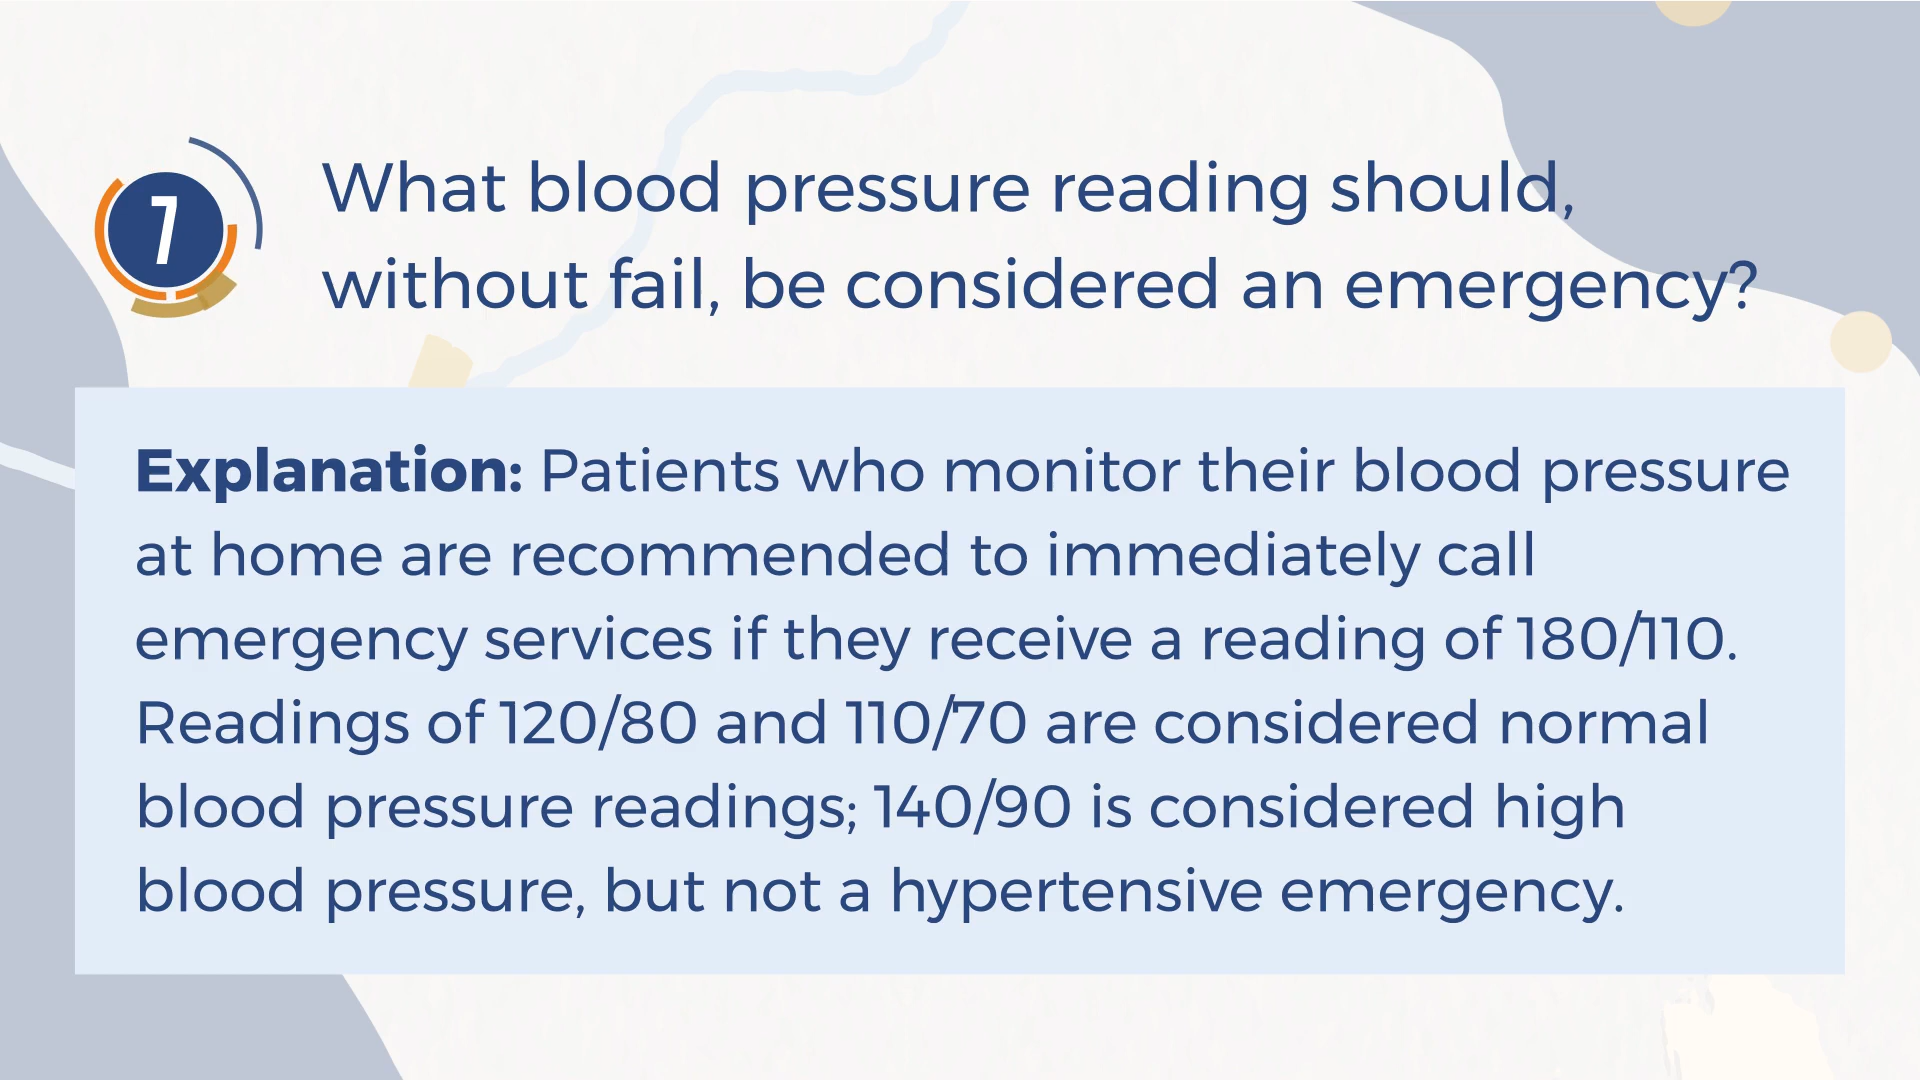 7
What blood pressure reading should,
without fail, be considered an emergency?
Explanation: Patients who monitor their blood pressure
at home are recommended to immediately call
emergency services if they receive a reading of 180/110.
Readings of 120/80 and 110/70 are considered normal
blood pressure readings; 140/90 is considered high
blood pressure, but not a hypertensive emergency.